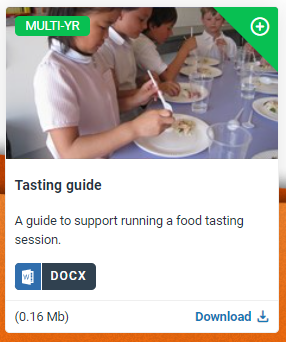 MULTI-YR
Tasting guide
A guide to support running a food tasting
session.
DOCX
(0.16 Mb) Download